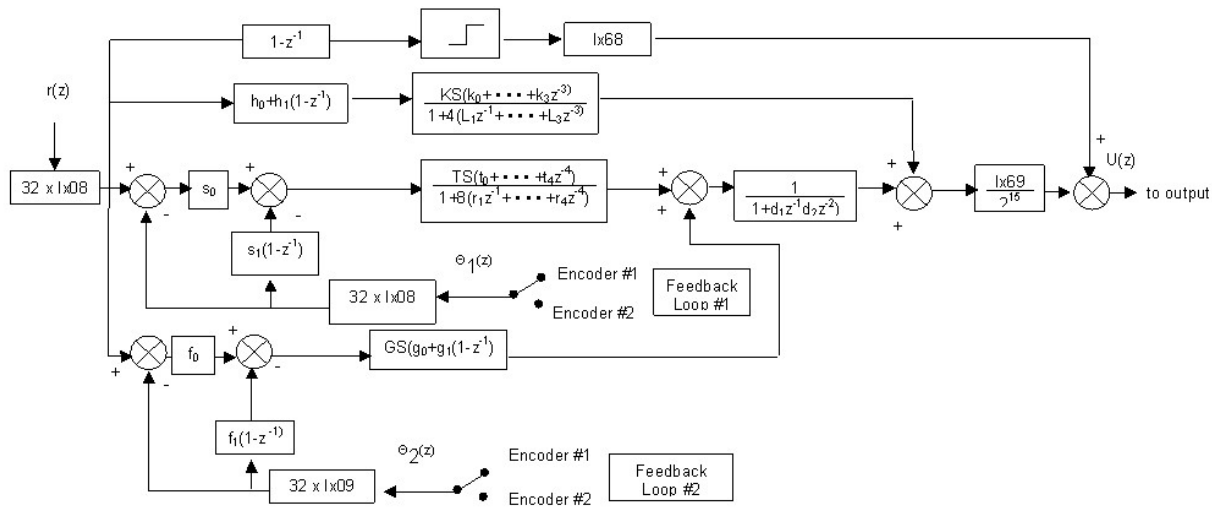 1-z⁻¹
Ix68
r(z)
h₀+h₁(1-z⁻¹)
KS(k₀+ · · · · +k₃z⁻³)
1+4(L₁z⁻¹+ · · · · +L₃z⁻³)
+
U(z)
32 x Ix08
+
-
s₀
+
-
TS(t₀+ · · · · +t₄z⁻⁴)
1+8(r₁z⁻¹+ · · · · +r₄z⁻⁴)
+
+
1
1+d₁z⁻¹d₂z⁻²)
+
+
Ix69
2¹⁶
+
to output
s₁(1-z⁻¹)
Θ₁(z)
32 x Ix08
Encoder #1
Encoder #2
Feedback
Loop #1
+
-
f₀
+
-
GS(g₀+g₁(1-z⁻¹)
f₁(1-z⁻¹)
Θ₂(z)
32 x Ix09
Encoder #1
Encoder #2
Feedback
Loop #2